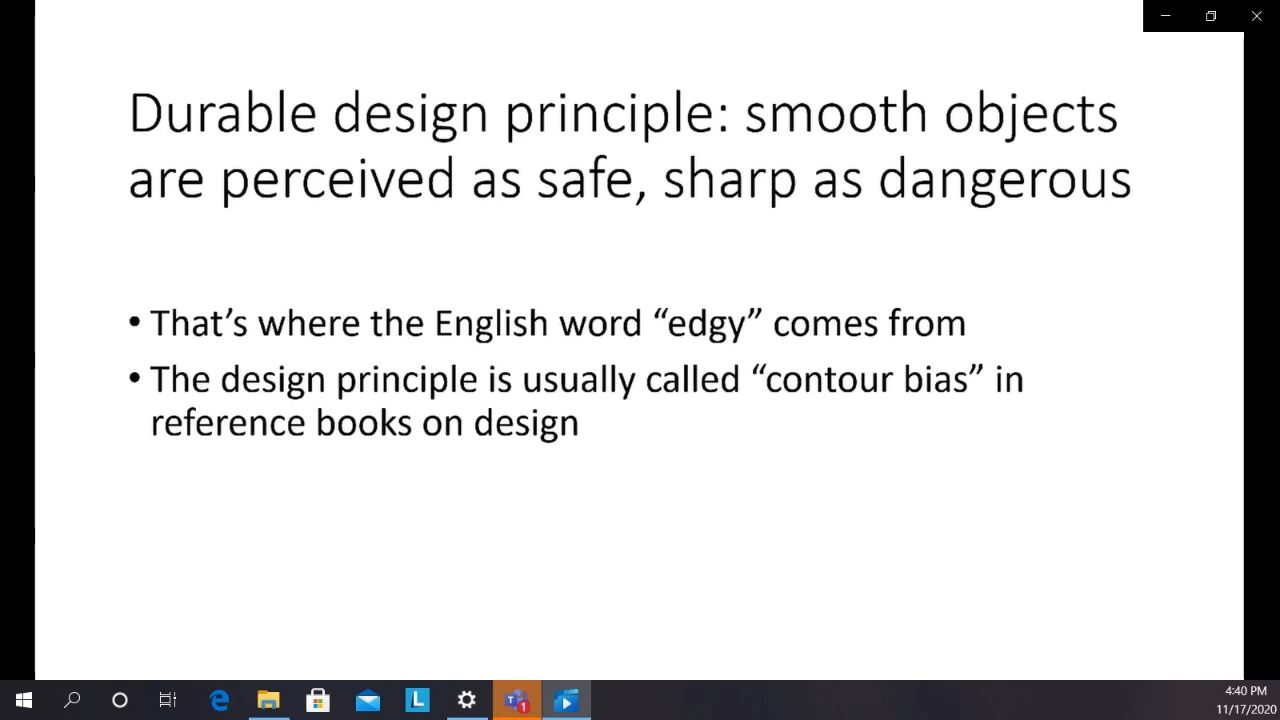 Durable design principle: smooth objects
are perceived as safe, sharp as dangerous
• That’s where the English word “edgy” comes from
• The design principle is usually called “contour bias” in
reference books on design
L
T
1
4:40 PM
11/17/2020